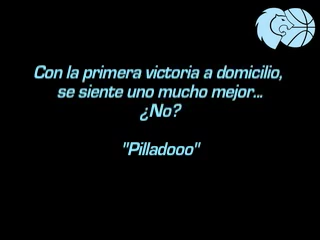 Con la primera victoria a domicilio,
se siente uno mucho mejor...
¿No?
"Pilladooo"